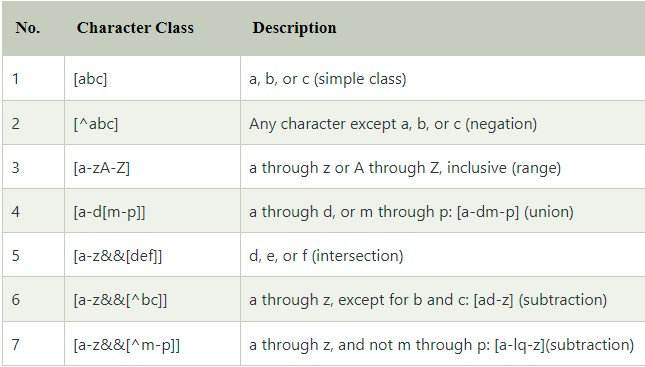 No. Character Class Description
1 [abc] a, b, or c (simple class)
2 [^abc] Any character except a, b, or c (negation)
3 [a-zA-Z] a through z or A through Z, inclusive (range)
4 [a-d[m-p]] a through d, or m through p: [a-dm-p] (union)
5 [a-z&&[def]] d, e, or f (intersection)
6 [a-z&&[^bc]] a through z, except for b and c: [ad-z] (subtraction)
7 [a-z&&[^m-p]] a through z, and not m through p: [a-lq-z](subtraction)